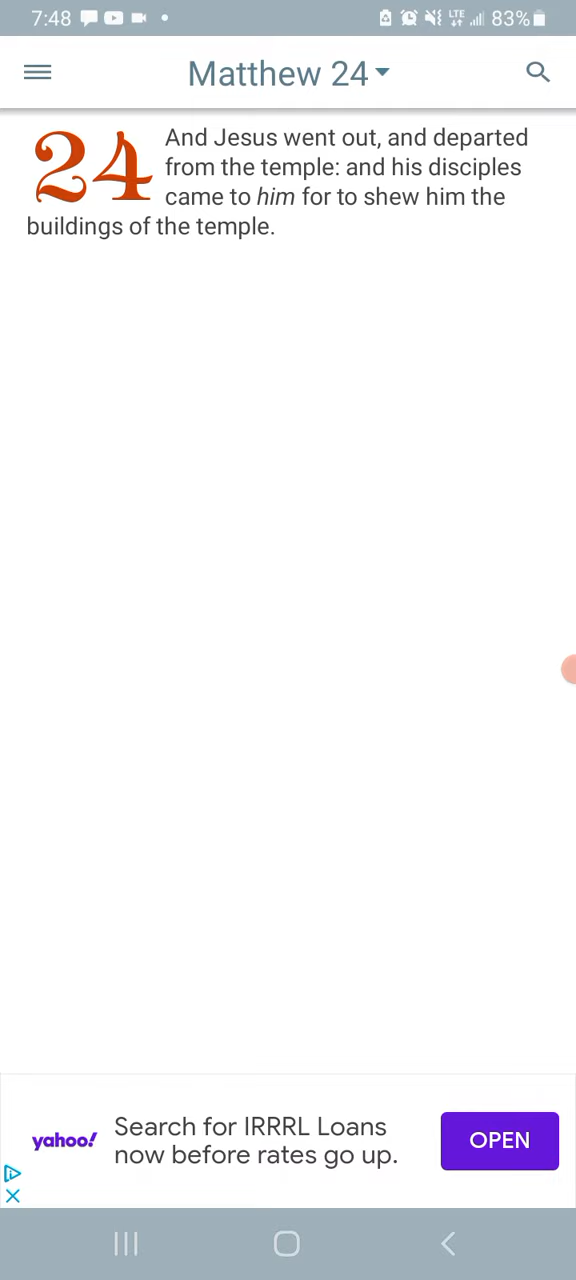 7:48 LTE 83%
Matthew 24
24 And Jesus went out, and departed
from the temple: and his disciples
came to him for to shew him the
buildings of the temple.
yahoo! Search for IRRRL Loans
now before rates go up.
OPEN